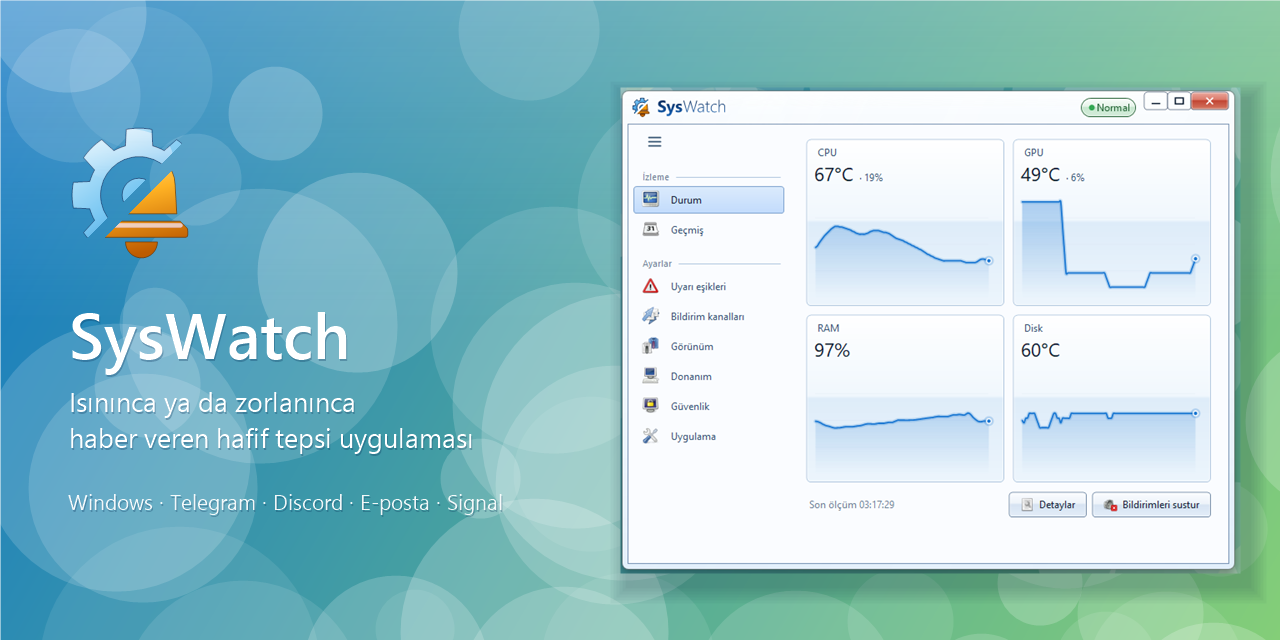 SysWatch
Isınınca ya da zorlanınca
haber veren hafif tepsi uygulaması
Windows · Telegram · Discord · E-posta · Signal
SysWatch
Normal
İzleme
Durum
31
Geçmiş
Ayarlar
Uyarı eşikleri
Bildirim kanalları
Görünüm
Donanım
Güvenlik
Uygulama
CPU
67°C · 19%
GPU
49°C · 6%
RAM
97%
Disk
60°C
Son ölçüm 03:17:29
Detaylar
Bildirimleri sustur